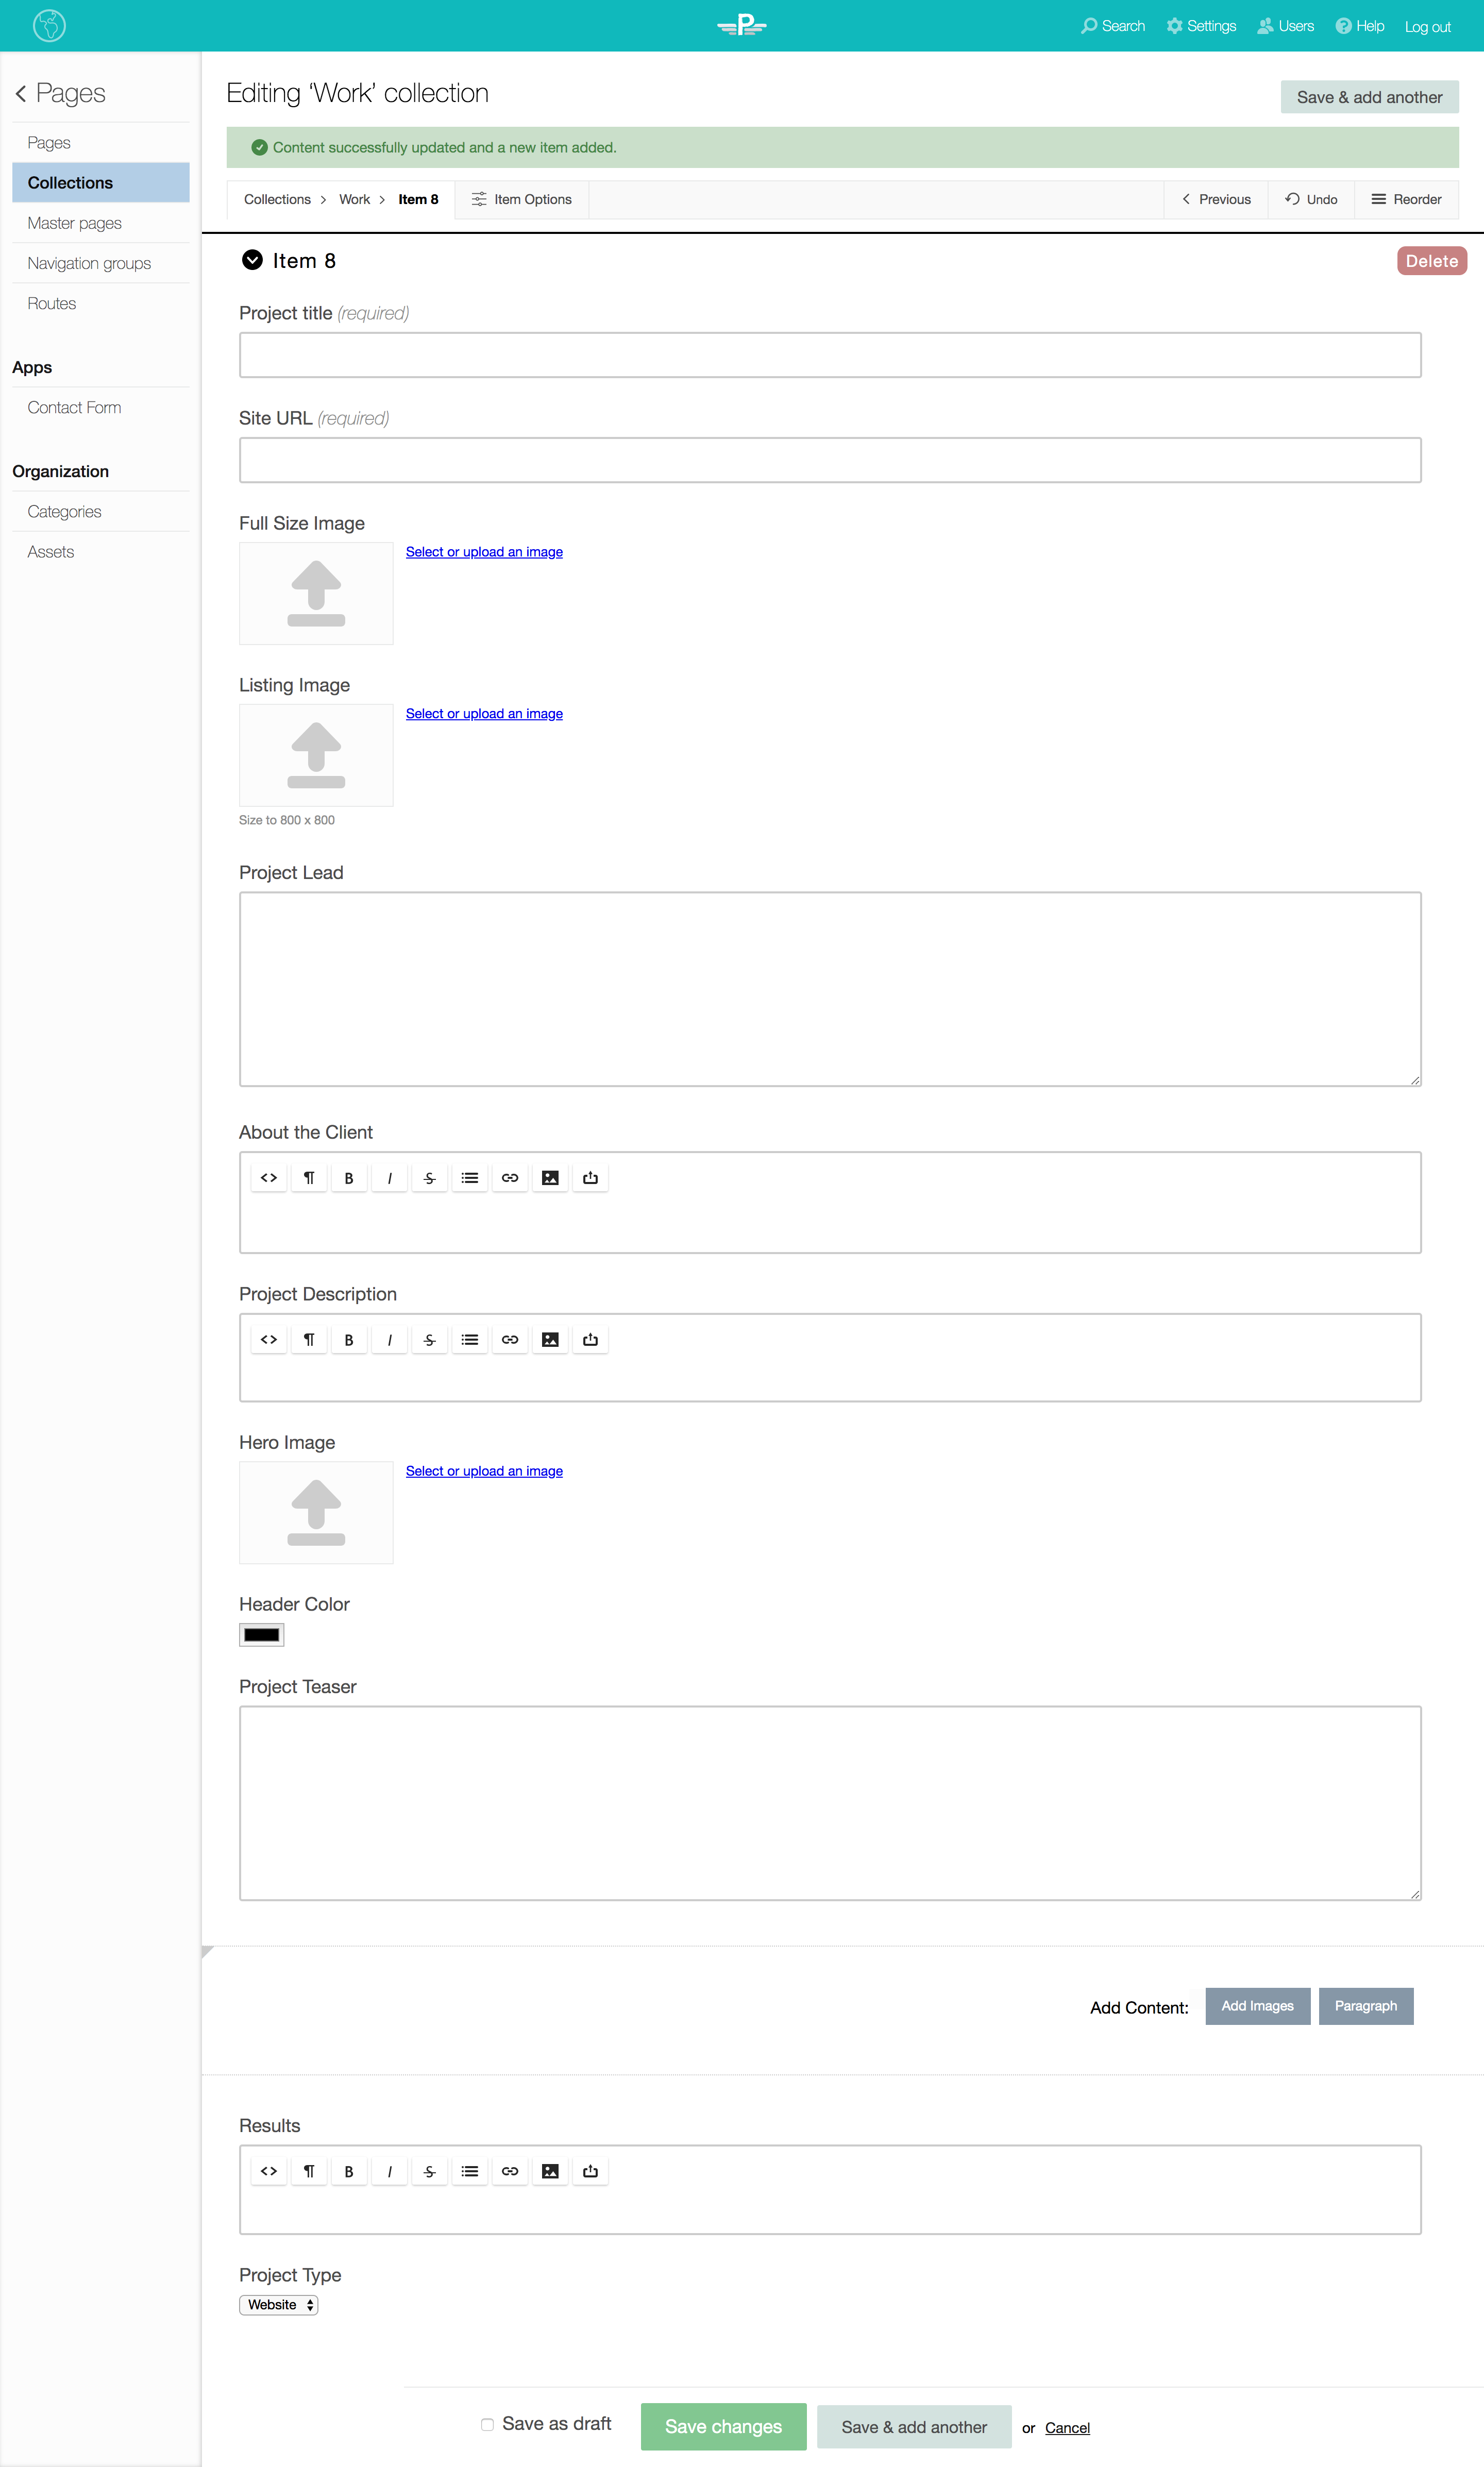 P
Search Settings Users Help Log out
Pages
Pages
Collections
Master pages
Navigation groups
Routes
Apps
Contact Form
Organization
Categories
Assets
Editing ‘Work’ collection
Save & add another
Content successfully updated and a new item added.
Collections > Work > Item 8 Item Options Previous Undo Reorder
Item 8
Delete
Project title (required)
Site URL (required)
Full Size Image
Select or upload an image
Listing Image
Select or upload an image
Size to 800 x 800
Project Lead
About the Client
<> ¶ B I S
Project Description
<> ¶ B I S
Hero Image
Select or upload an image
Header Color
Project Teaser
Add Content: Add Images Paragraph
Results
<> ¶ B I S
Project Type
Website
Save as draft Save changes Save & add another or Cancel